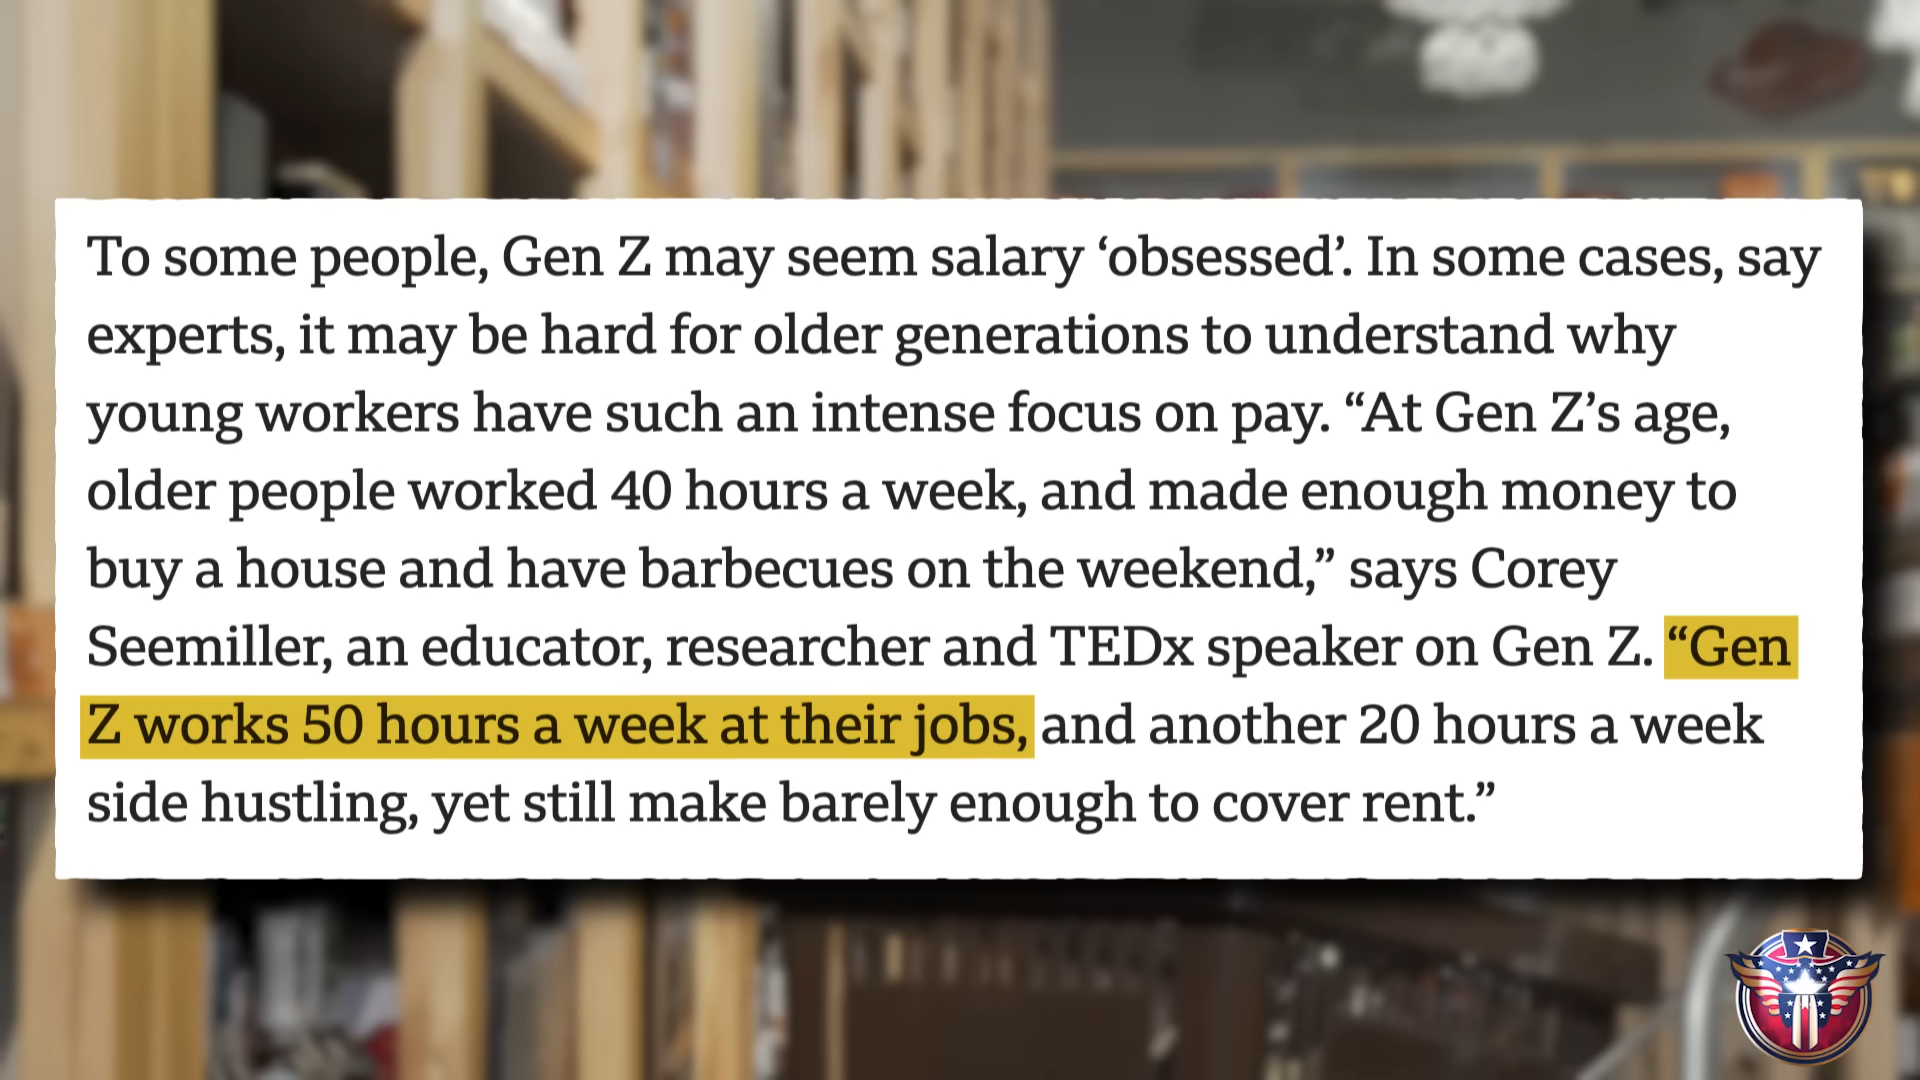 To some people, Gen Z may seem salary ‘obsessed’. In some cases, say
experts, it may be hard for older generations to understand why
young workers have such an intense focus on pay. “At Gen Z’s age,
older people worked 40 hours a week, and made enough money to
buy a house and have barbecues on the weekend,” says Corey
Seemiller, an educator, researcher and TEDx speaker on Gen Z. “Gen
Z works 50 hours a week at their jobs, and another 20 hours a week
side hustling, yet still make barely enough to cover rent.”